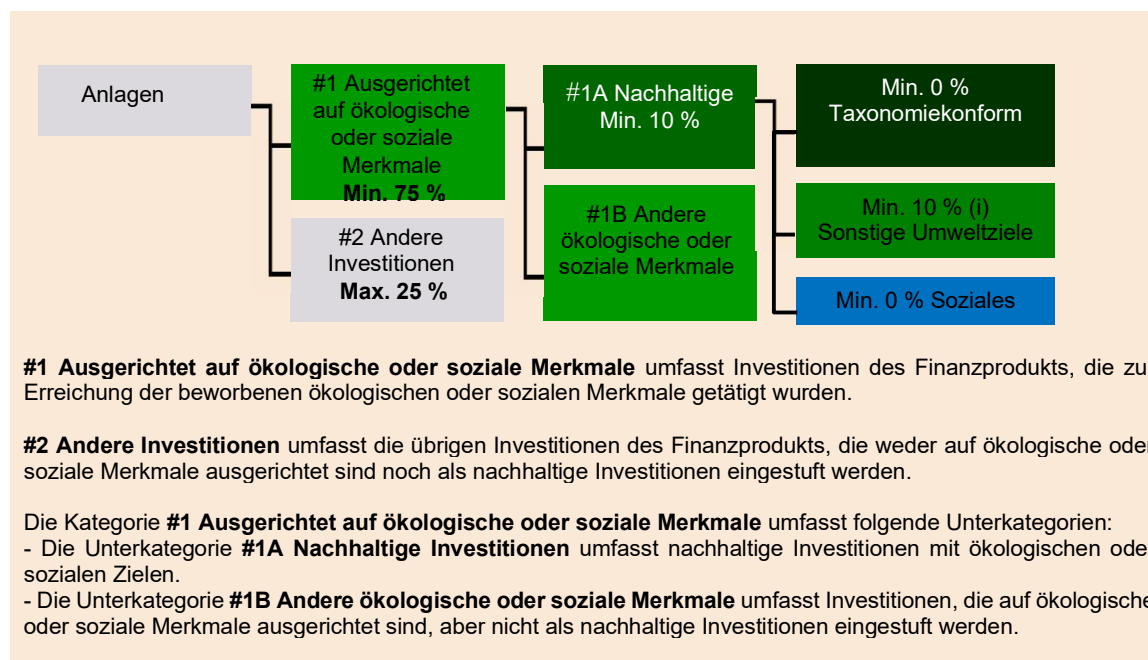 Anlagen
#1 Ausgerichtet
auf ökologische
oder soziale
Merkmale
Min. 75 %
#2 Andere
Investitionen
Max. 25 %
#1A Nachhaltige
Min. 10 %
#1B Andere
ökologische oder
soziale Merkmale
Min. 0 %
Taxonomiekonform
Min. 10 % (i)
Sonstige Umweltziele
Min. 0 % Soziales
#1 Ausgerichtet auf ökologische oder soziale Merkmale umfasst Investitionen des Finanzprodukts, die zu
Erreichung der beworbenen ökologischen oder sozialen Merkmale getätigt wurden.
#2 Andere Investitionen umfasst die übrigen Investitionen des Finanzprodukts, die weder auf ökologische oder
soziale Merkmale ausgerichtet sind noch als nachhaltige Investitionen eingestuft werden.
Die Kategorie #1 Ausgerichtet auf ökologische oder soziale Merkmale umfasst folgende Unterkategorien:
- Die Unterkategorie #1A Nachhaltige Investitionen umfasst nachhaltige Investitionen mit ökologischen ode
sozialen Zielen.
- Die Unterkategorie #1B Andere ökologische oder soziale Merkmale umfasst Investitionen, die auf ökologische
oder soziale Merkmale ausgerichtet sind, aber nicht als nachhaltige Investitionen eingestuft werden.